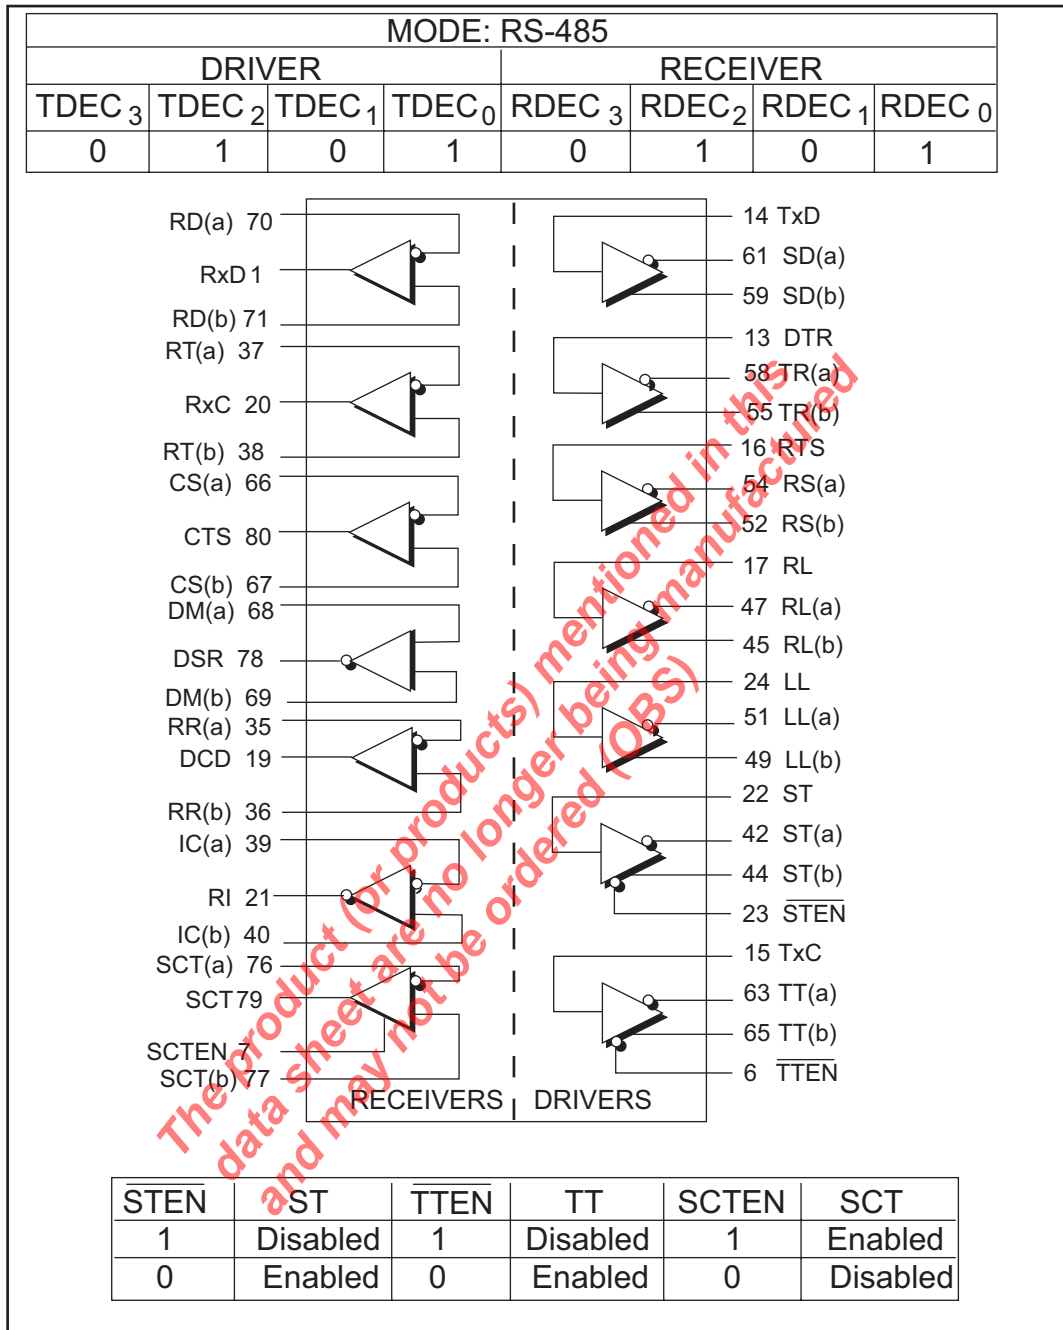 MODE: RS-485
DRIVER RECEIVER
TDEC3 TDEC2 TDEC1 TDEC0 RDEC3 RDEC2 RDEC1 RDEC0
0 1 0 1 0 1 0 1
RD(a) 70
RxD 1
RD(b) 71
RT(a) 37
RxC 20
RT(b) 38
CS(a) 66
CTS 80
CS(b) 67
DM(a) 68
DSR 78
DM(b) 69
RR(a) 35
DCD 19
RR(b) 36
IC(a) 39
RI 21
IC(b) 40
SCT(a) 76
SCT 79
SCTEN 7
SCT(b) 77
RECEIVERS DRIVERS
14 TxD
61 SD(a)
59 SD(b)
13 DTR
58 TR(a)
55 TR(b)
16 RTS
54 RS(a)
52 RS(b)
17 RL
47 RL(a)
45 RL(b)
24 LL
51 LL(a)
49 LL(b)
22 ST
42 ST(a)
44 ST(b)
23 S̅T̅E̅N̅
15 TxC
63 TT(a)
65 TT(b)
6 T̅T̅E̅N̅
The product (or products) mentioned in this
data sheet are no longer being manufactured
and may not be ordered (OBS)
S̅T̅E̅N̅ ST T̅T̅E̅N̅ TT SCTEN SCT
1 Disabled 1 Disabled 1 Enabled
0 Enabled 0 Enabled 0 Disabled